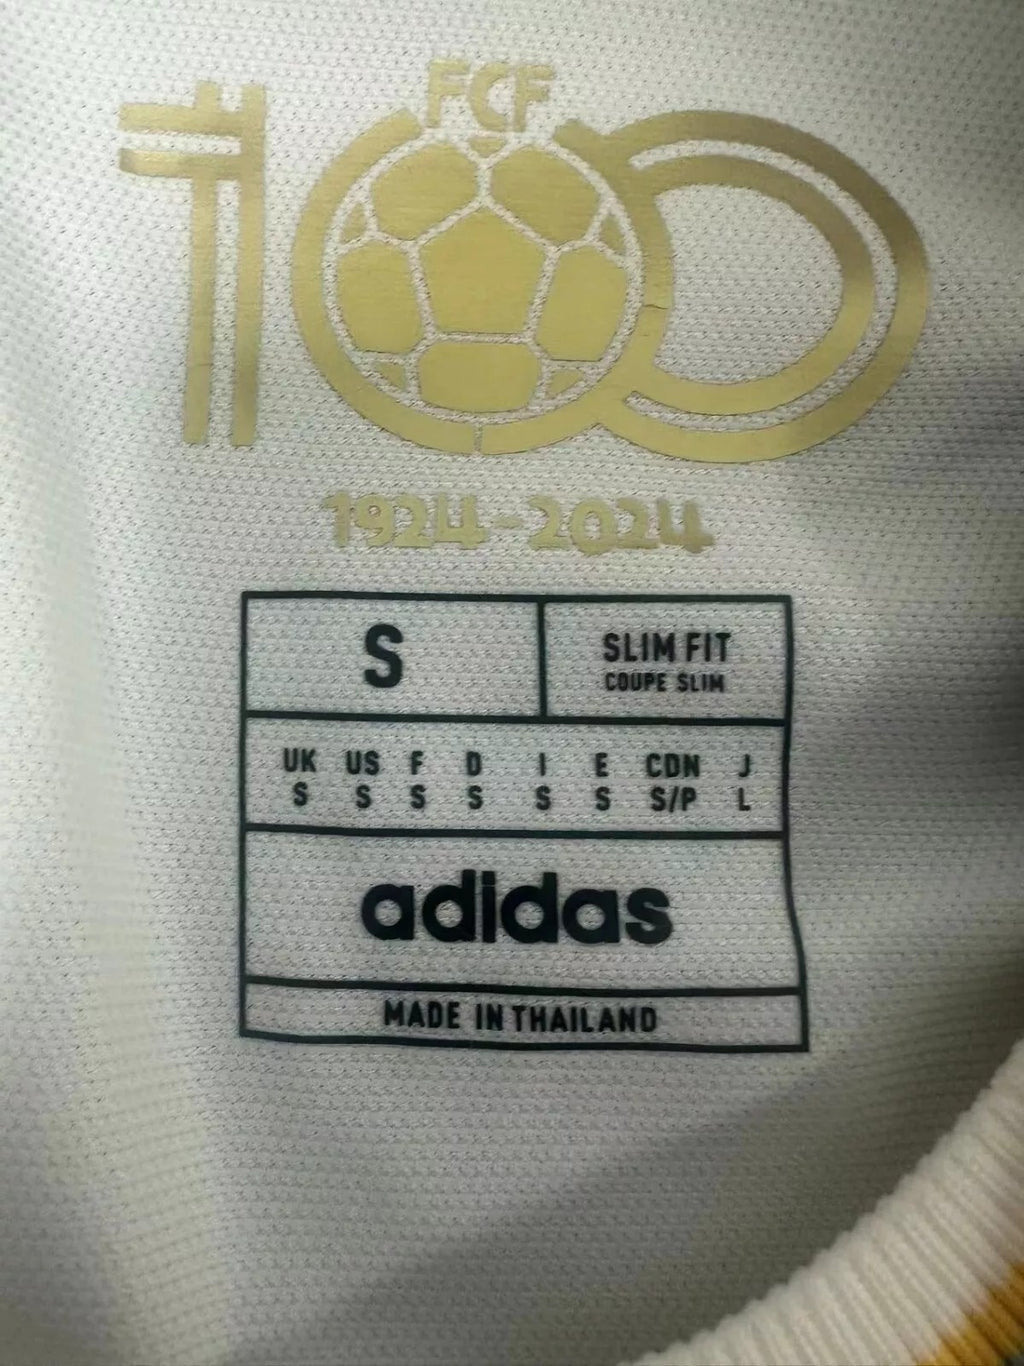 FCF
100
1924-2024
S
SLIM FIT
COUPE SLIM
UK US F D I E CDN J
S S S S S S S/P L
adidas
MADE IN THAILAND